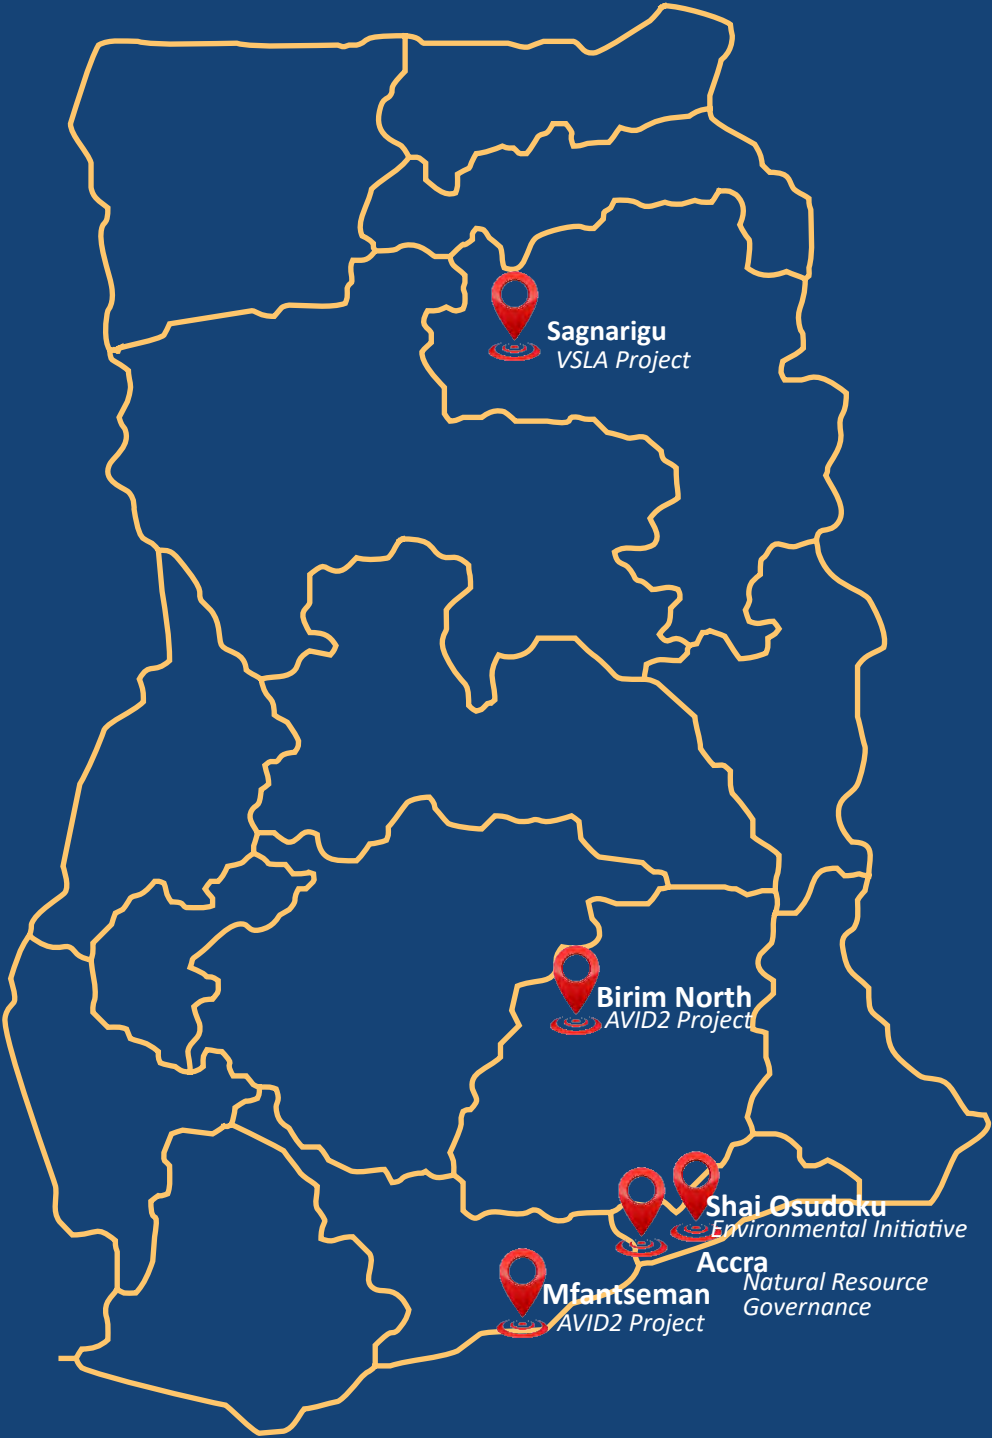 Sagnarigu
VSLA Project
Birim North
AVID2 Project
Shai Osudoku
Environmental Initiative
Accra
Natural Resource
Governance
Mfantseman
AVID2 Project